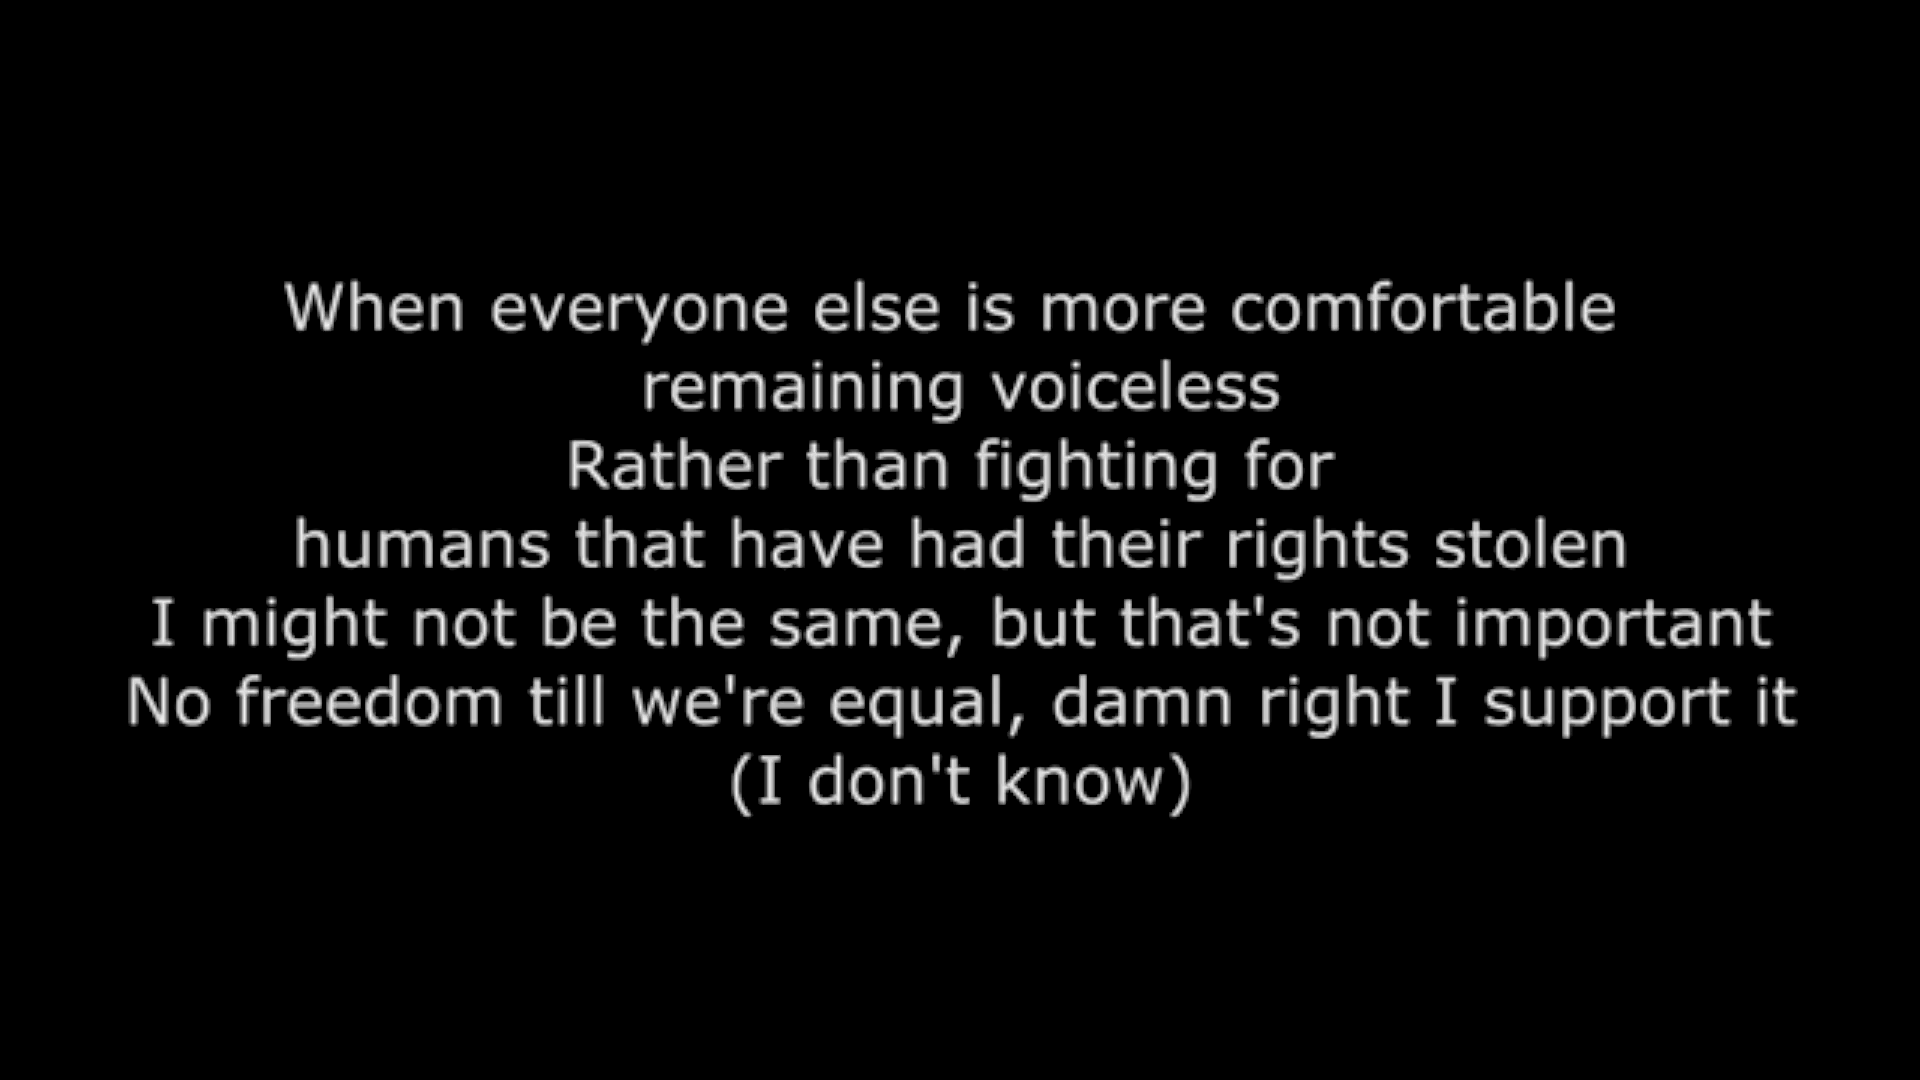 When everyone else is more comfortable
remaining voiceless
Rather than fighting for
humans that have had their rights stolen
I might not be the same, but that's not important
No freedom till we're equal, damn right I support it
(I don't know)